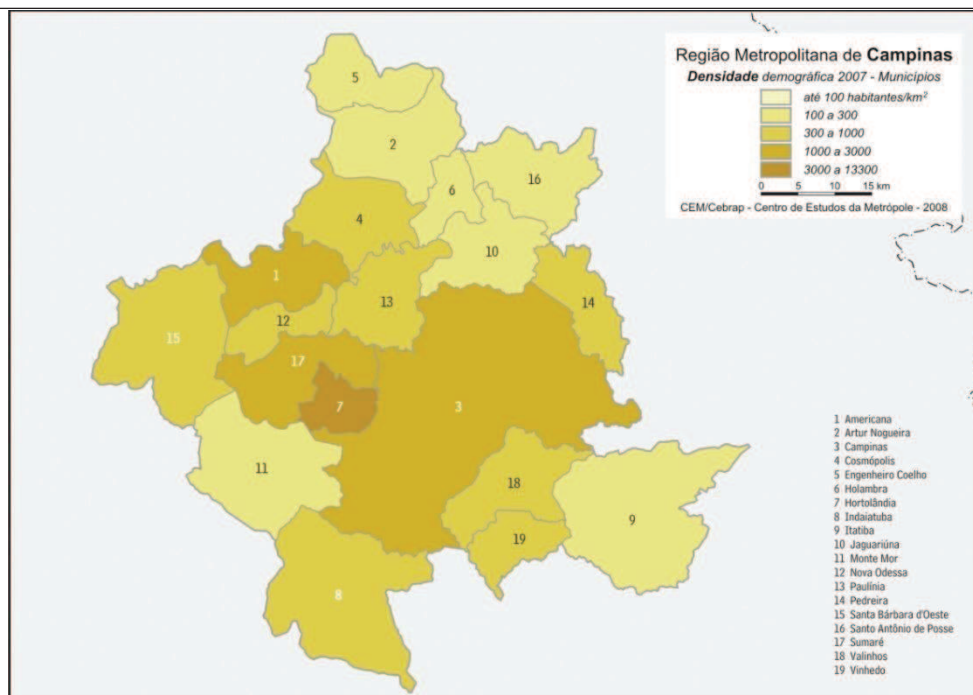 Região Metropolitana de Campinas
Densidade demográfica 2007 - Municípios
até 100 habitantes/km²
100 a 300
300 a 1000
1000 a 3000
3000 a 13300
0 5 10 15 km
CEM/Cebrap - Centro de Estudos da Metrópole - 2008
5
2
16
6
4
10
1
13
14
12
15
17
7
3
11
18
9
19
8
1 Americana
2 Artur Nogueira
3 Campinas
4 Cosmópolis
5 Engenheiro Coelho
6 Holambra
7 Hortolândia
8 Indaiatuba
9 Itatiba
10 Jaguariúna
11 Monte Mor
12 Nova Odessa
13 Paulínia
14 Pedreira
15 Santa Bárbara d'Oeste
16 Santo Antônio de Posse
17 Sumaré
18 Valinhos
19 Vinhedo